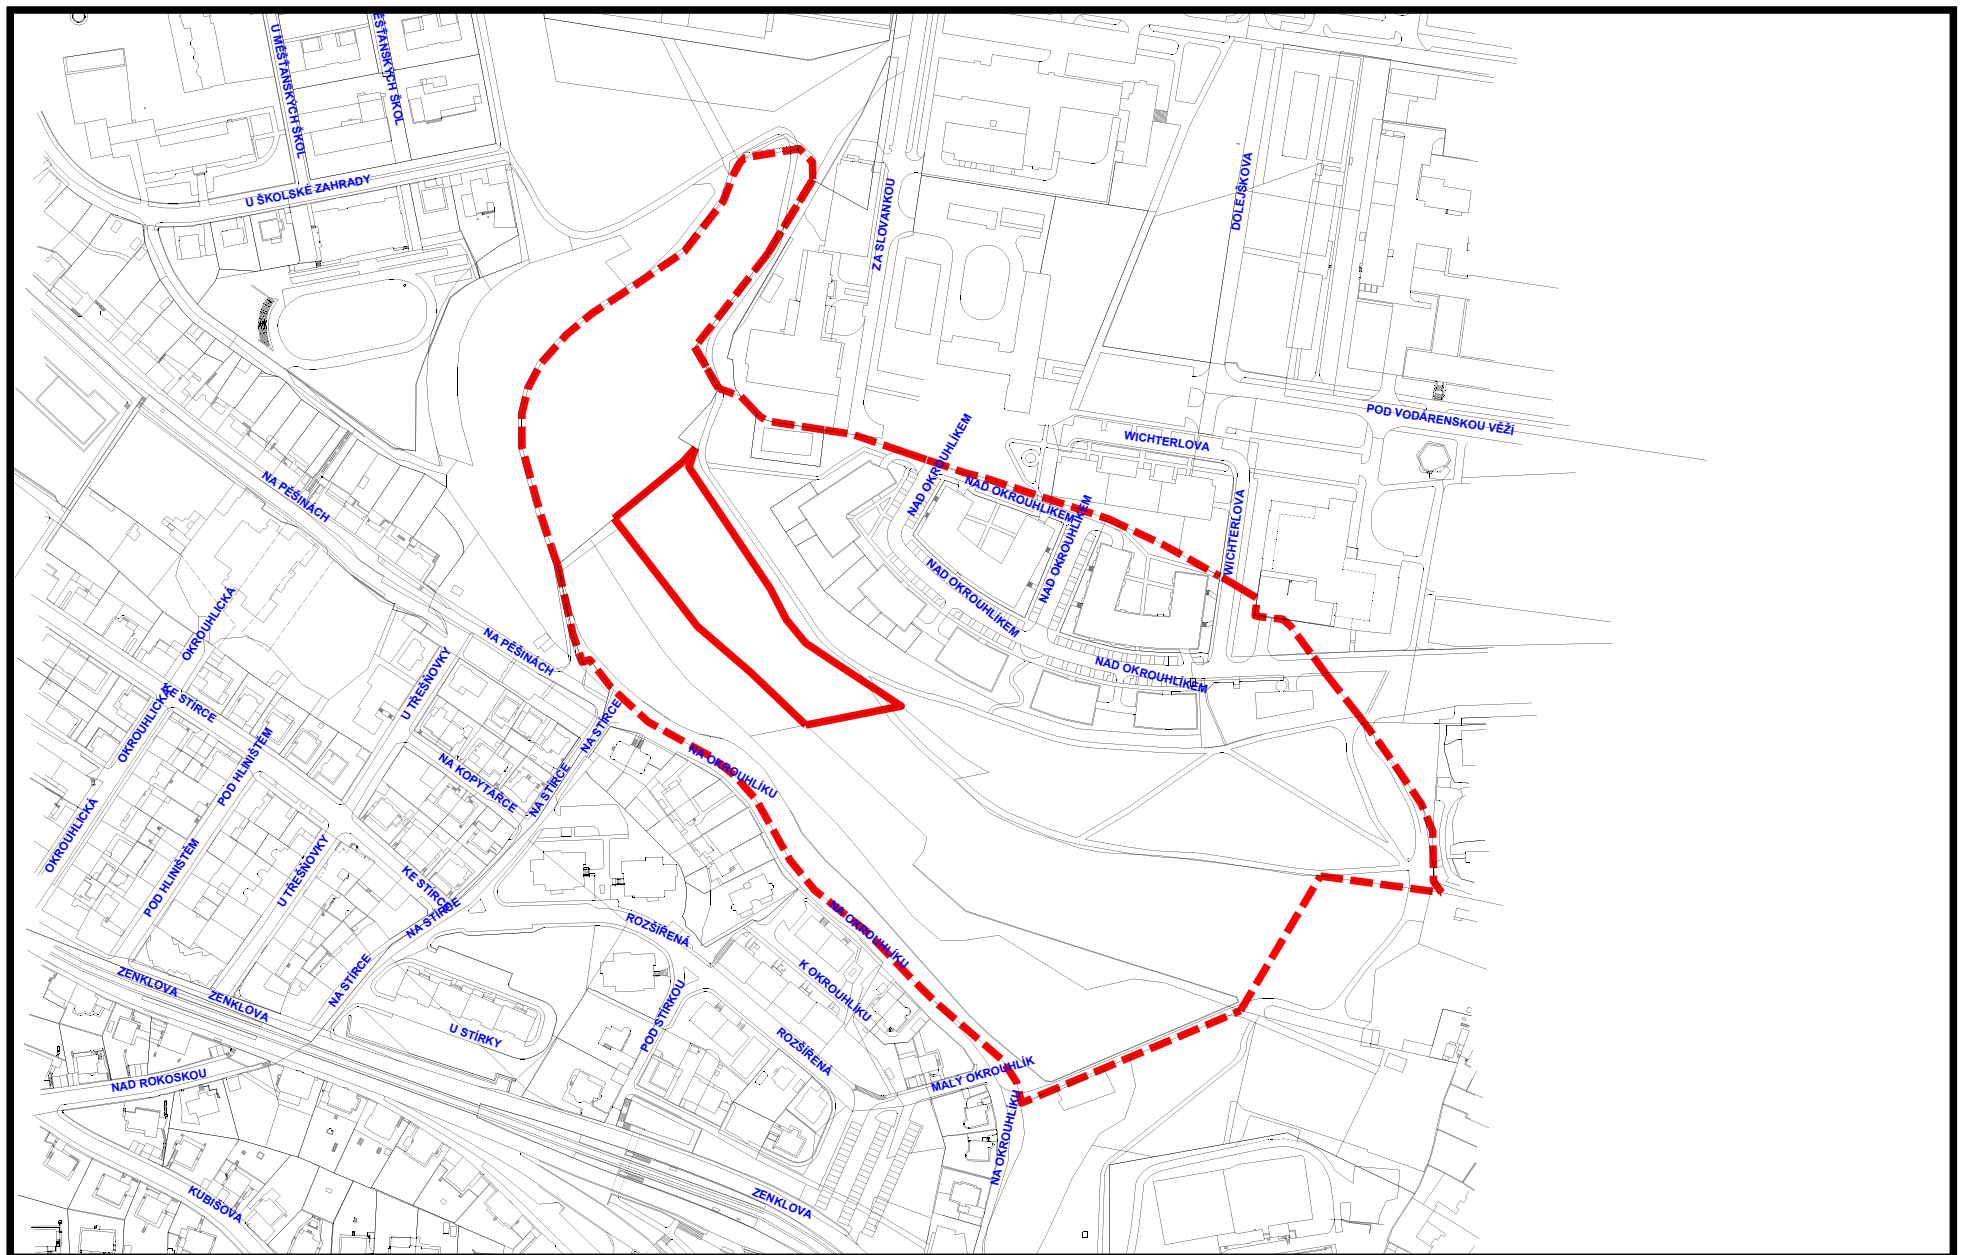 U MĚŠŤANSKÝCH ŠKOL
ĚŠŤANSKÝCH ŠKOL
U ŠKOLSKÉ ZAHRADY
ZA SLOVANKOU
DOLEJŠKOVA
POD VODÁRENSKOU VĚŽÍ
WICHTERLOVA
WICHTERLOVA
NAD OKROUHLÍKEM
NAD OKROUHLÍKEM
NAD OKROUHLÍKEM
NAD OKROUHLÍKEM
NAD OKROUHLÍKEM
NA PĚŠINÁCH
NA PĚŠINÁCH
OKROUHLICKÁ
OKROUHLICKÁ
OKROUHLICKÁ
KE STÍRCE
U TŘEŠŇOVKY
NA STÍRCE
NA KOPYTÁŘCE
NA STÍRCE
POD HLINIŠTĚM
POD HLINIŠTĚM
U TŘEŠŇOVKY
KE STÍRCE
NA STÍRCE
NA STÍRCE
NA OKROUHLÍKU
NA OKROUHLÍKU
ROZŠÍŘENÁ
K OKROUHLÍKU
ZENKLOVA
ZENKLOVA
U STÍRKY
POD STÍRKOU
ROZŠÍŘENÁ
MALÝ OKROUHLÍK
NAD ROKOSKOU
NA OKROUHLÍKU
KUBIŠOVA
ZENKLOVA